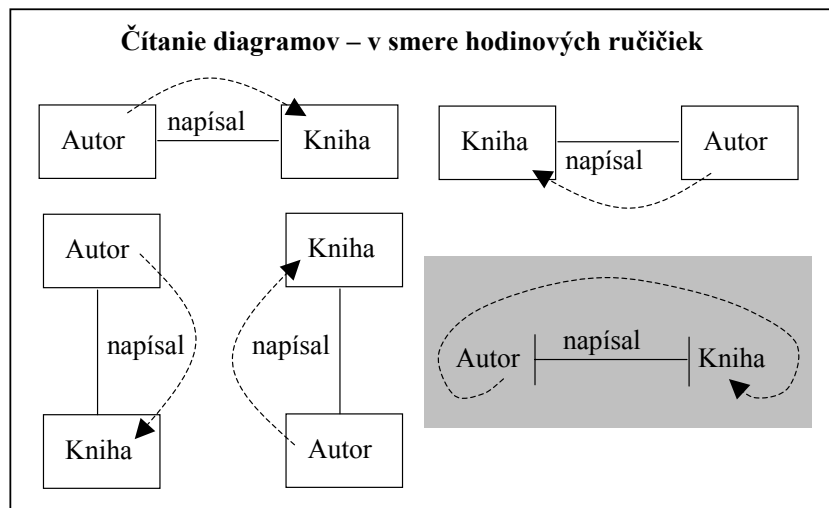 Čítanie diagramov – v smere hodinových ručičiek
Autor
napísal
Kniha
Kniha
napísal
Autor
Autor
napísal
Kniha
Kniha
napísal
Autor
Autor
napísal
Kniha